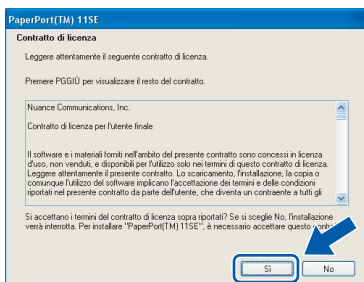 PaperPort(TM) 11SE
Contratto di licenza
Leggere attentamente il seguente contratto di licenza.
Premere PGGIÙ per visualizzare il resto del contratto.
Nuance Communications, Inc.
Contratto di licenza per l'utente finale
Il software e i materiali forniti nell'ambito del presente contratto sono concessi in licenza
d'uso, non venduti, e disponibili per l'utilizzo solo nei termini di questo contratto di licenza.
Leggere attentamente il presente contratto. Lo scaricamento, l'installazione, la copia o
comunque l'utilizzo del software implicano l'accettazione dei termini e delle condizioni
riportati nel presente contratto da parte dell'utente, che diventa un contraente a tutti gli
Si accettano i termini del contratto di licenza sopra riportati? Se si sceglie No, l'installazione
verrà interrotta. Per installare "PaperPort(TM) 11SE", è necessario accettare questo
Sì
No